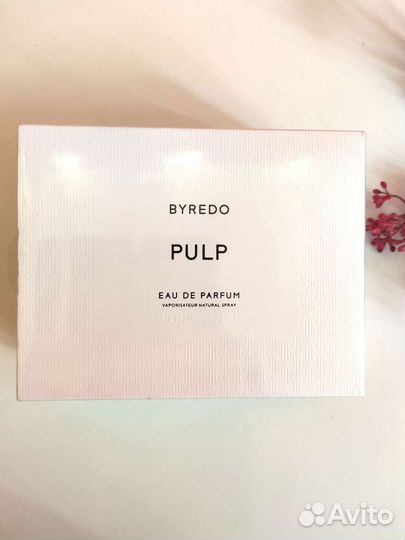 BYREDO
PULP
EAU DE PARFUM
VAPORISATEUR NATURAL SPRAY
Avito